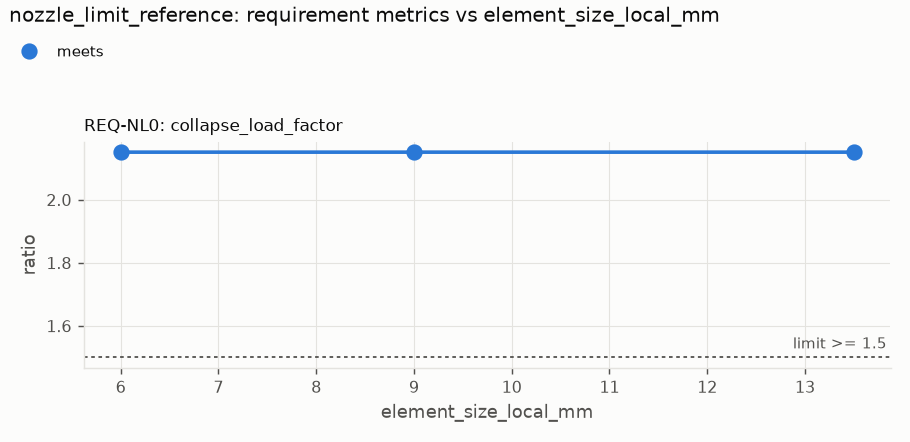 nozzle_limit_reference: requirement metrics vs element_size_local_mm
meets
REQ-NL0: collapse_load_factor
ratio
2.0
1.8
1.6
limit >= 1.5
6 7 8 9 10 11 12 13
element_size_local_mm